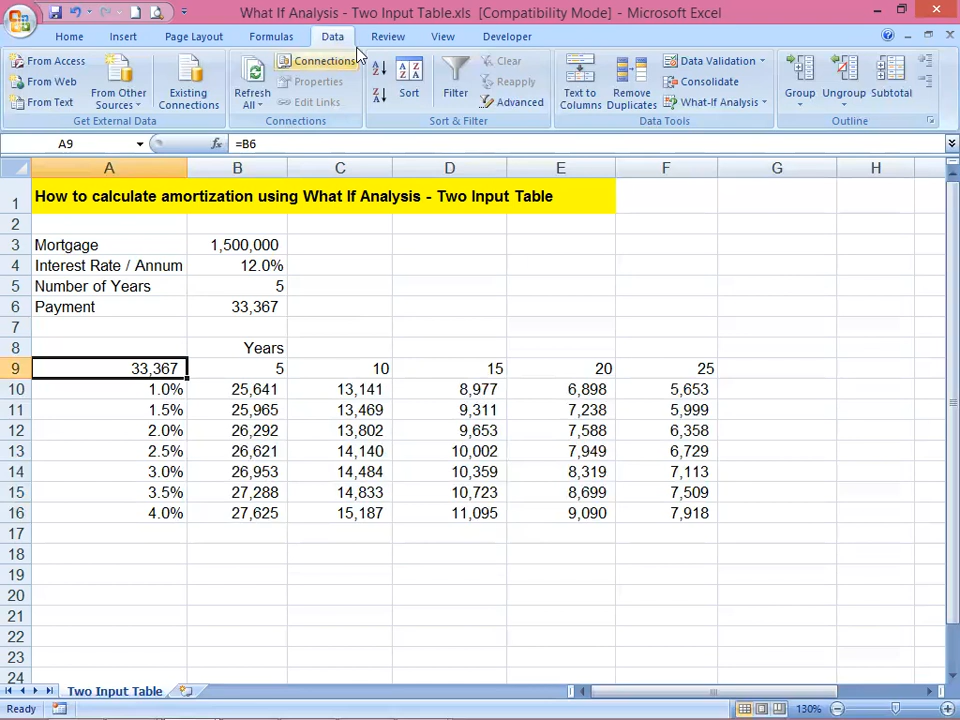 What If Analysis - Two Input Table.xls [Compatibility Mode] - Microsoft Excel
Home Insert Page Layout Formulas Data Review View Developer
From Access
From Web
From Text
From Other Sources
Existing Connections
Get External Data
Refresh All
Connections
Properties
Edit Links
Connections
Sort
Filter
Clear
Reapply
Advanced
Sort & Filter
Text to Columns
Remove Duplicates
Data Validation
Consolidate
What-If Analysis
Data Tools
Group
Ungroup
Subtotal
Outline
A9 fx =B6
A B C D E F G H
1 How to calculate amortization using What If Analysis - Two Input Table
2
3 Mortgage 1,500,000
4 Interest Rate / Annum 12.0%
5 Number of Years 5
6 Payment 33,367
7
8 Years
9 33,367 5 10 15 20 25
10 1.0% 25,641 13,141 8,977 6,898 5,653
11 1.5% 25,965 13,469 9,311 7,238 5,999
12 2.0% 26,292 13,802 9,653 7,588 6,358
13 2.5% 26,621 14,140 10,002 7,949 6,729
14 3.0% 26,953 14,484 10,359 8,319 7,113
15 3.5% 27,288 14,833 10,723 8,699 7,509
16 4.0% 27,625 15,187 11,095 9,090 7,918
17
18
19
20
21
22
23
24
Two Input Table
Ready 130%